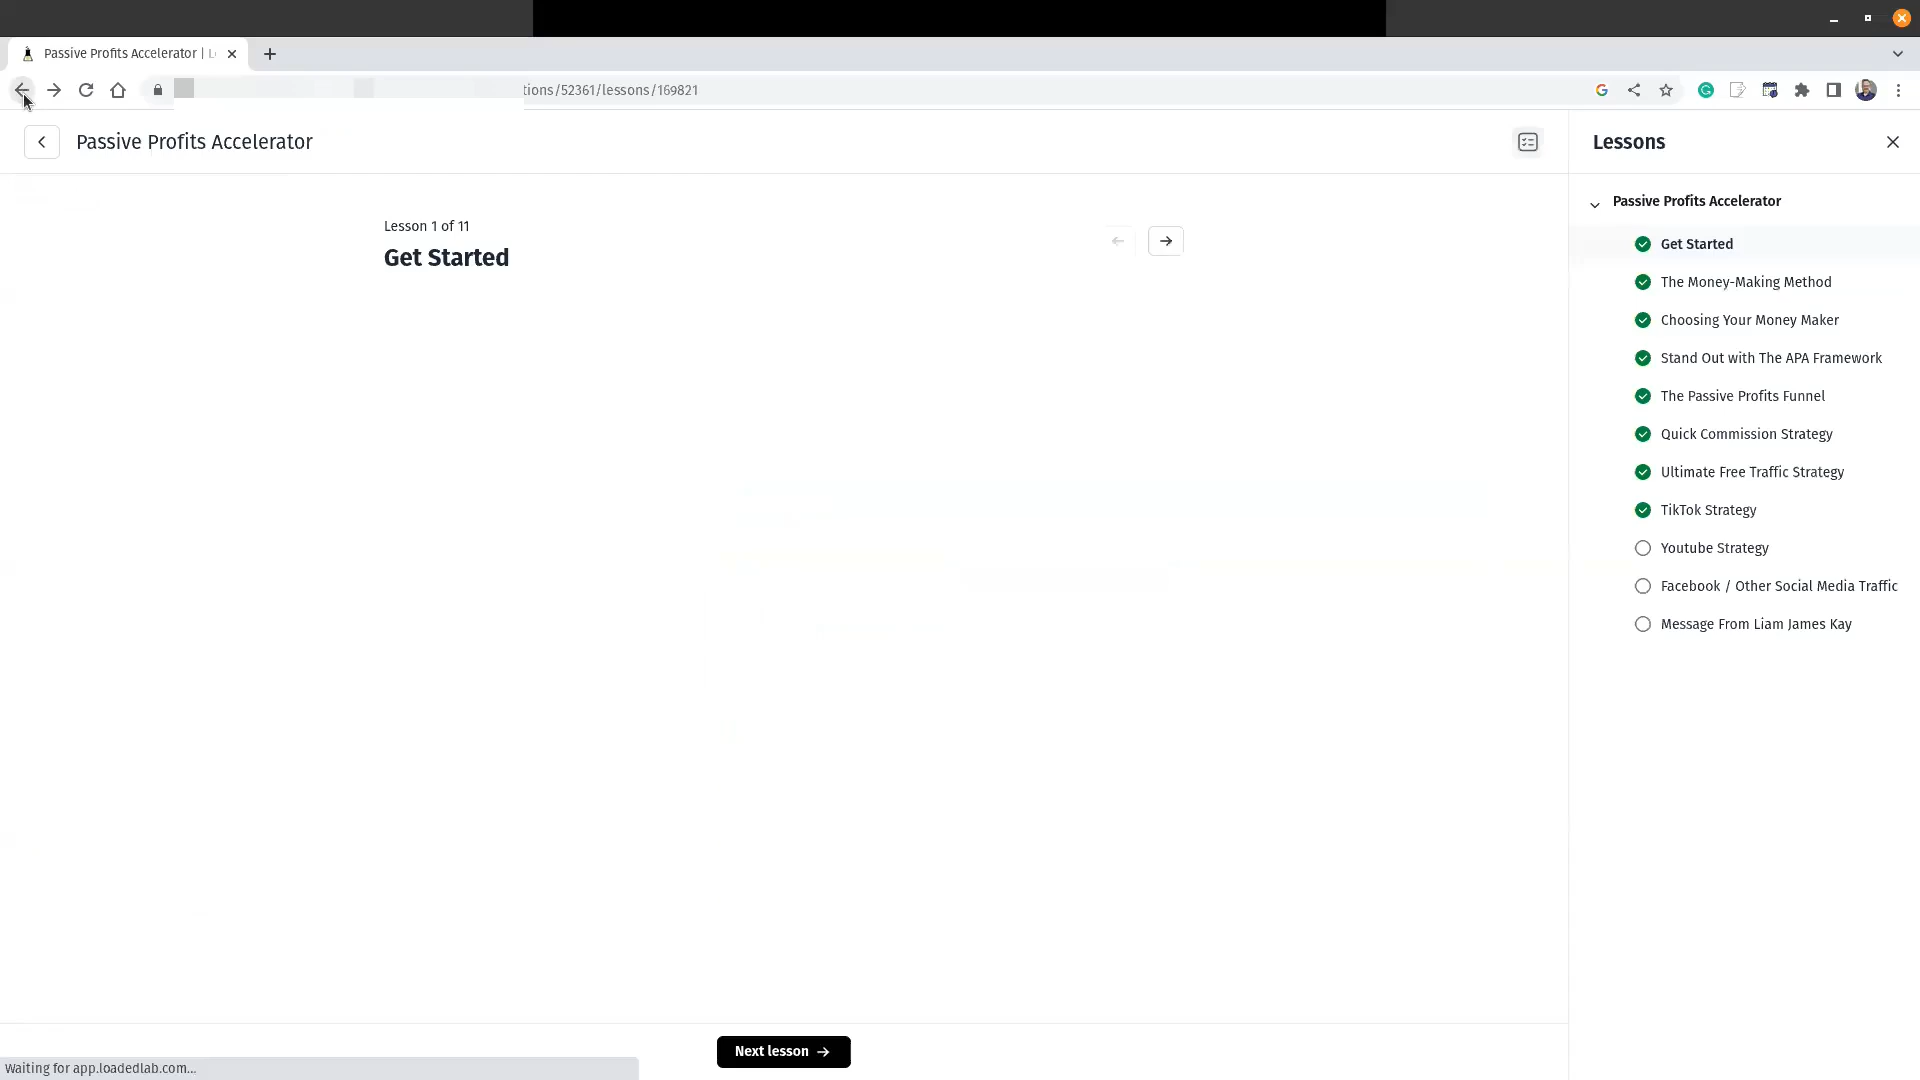 Passive Profits Accelerator | L
tions/52361/lessons/169821
Passive Profits Accelerator
Lessons
Passive Profits Accelerator
Lesson 1 of 11
Get Started
Get Started
The Money-Making Method
Choosing Your Money Maker
Stand Out with The APA Framework
The Passive Profits Funnel
Quick Commission Strategy
Ultimate Free Traffic Strategy
TikTok Strategy
Youtube Strategy
Facebook / Other Social Media Traffic
Message From Liam James Kay
Next lesson
Waiting for app.loadedlab.com...